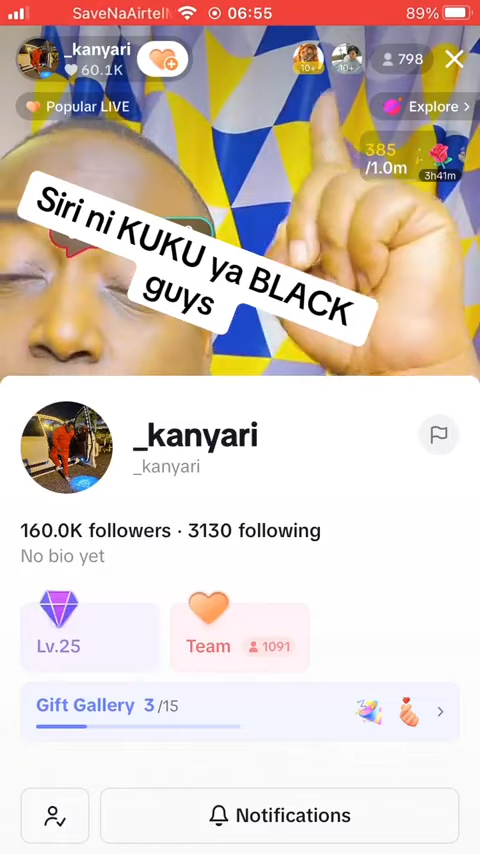 SaveNaAirtel
06:55
89%
_kanyari
60.1K
10+
10+
798
Popular LIVE
Explore >
385
/1.0m
3h41m
Siri ni KUKU ya BLACK
guys
_kanyari
_kanyari
160.0K followers · 3130 following
No bio yet
Lv.25
Team
1091
Gift Gallery 3/15
Notifications